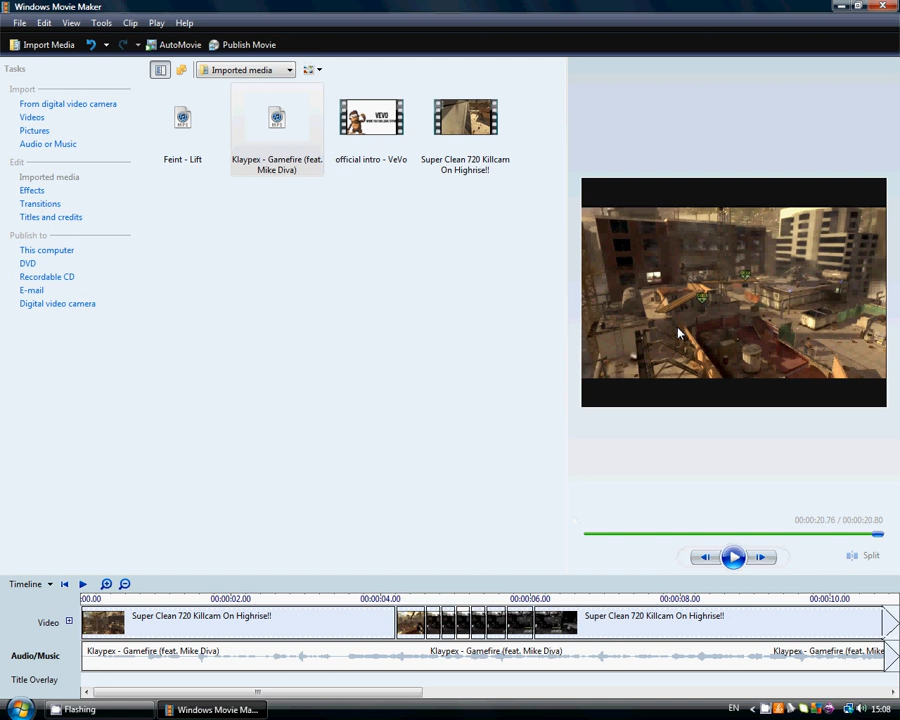 Windows Movie Maker
File Edit View Tools Clip Play Help
Import Media AutoMovie Publish Movie
Tasks
Imported media
Import
From digital video camera
Videos
Pictures
Audio or Music
Edit
Imported media
Effects
Transitions
Titles and credits
Publish to
This computer
DVD
Recordable CD
E-mail
Digital video camera
Feint - Lift
Klaypex - Gamefire (feat.
Mike Diva)
official intro - VeVo
Super Clean 720 Killcam
On Highrise!!
VEVO
00:00:20.76 / 00:00:20.80
Split
Timeline
:00.00 00:00:02.00 00:00:04.00 00:00:06.00 00:00:08.00 00:00:10.00
Video
Super Clean 720 Killcam On Highrise!! Super Clean 720 Killcam On Highrise!!
Audio/Music
Klaypex - Gamefire (feat. Mike Diva) Klaypex - Gamefire (feat. Mike Diva) Klaypex - Gamefire (feat. Mike
Title Overlay
Flashing Windows Movie Ma... EN 15:08